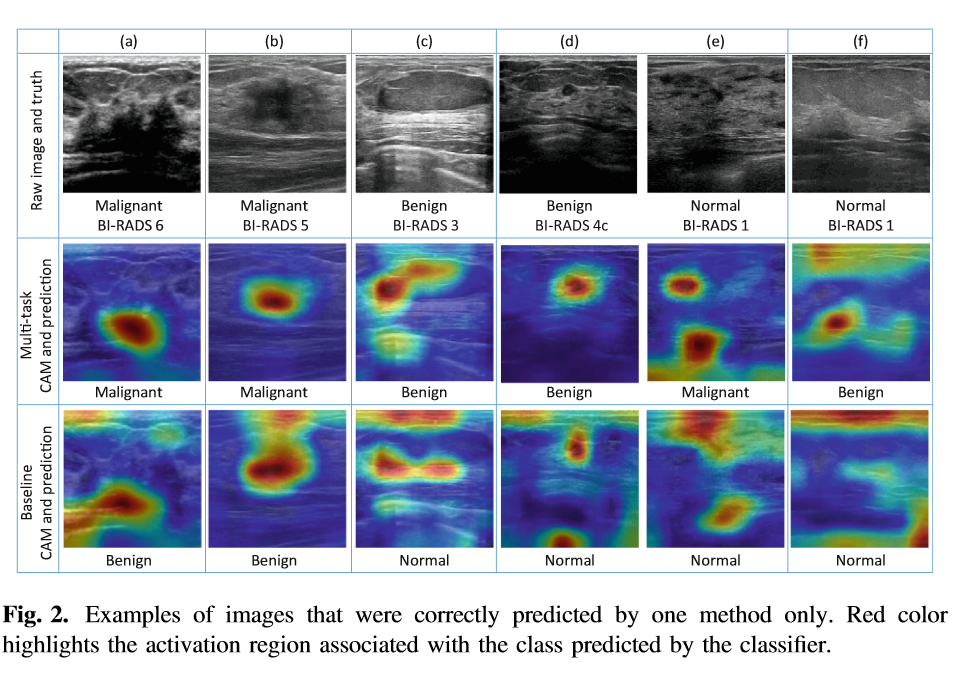 (a) (b) (c) (d) (e) (f)
Raw image and truth
Malignant Malignant Benign Benign Normal Normal
BI-RADS 6 BI-RADS 5 BI-RADS 3 BI-RADS 4c BI-RADS 1 BI-RADS 1
Multi-task
CAM and prediction
Malignant Malignant Benign Benign Malignant Benign
Baseline
CAM and prediction
Benign Benign Normal Normal Normal Normal
Fig. 2. Examples of images that were correctly predicted by one method only. Red color
highlights the activation region associated with the class predicted by the classifier.